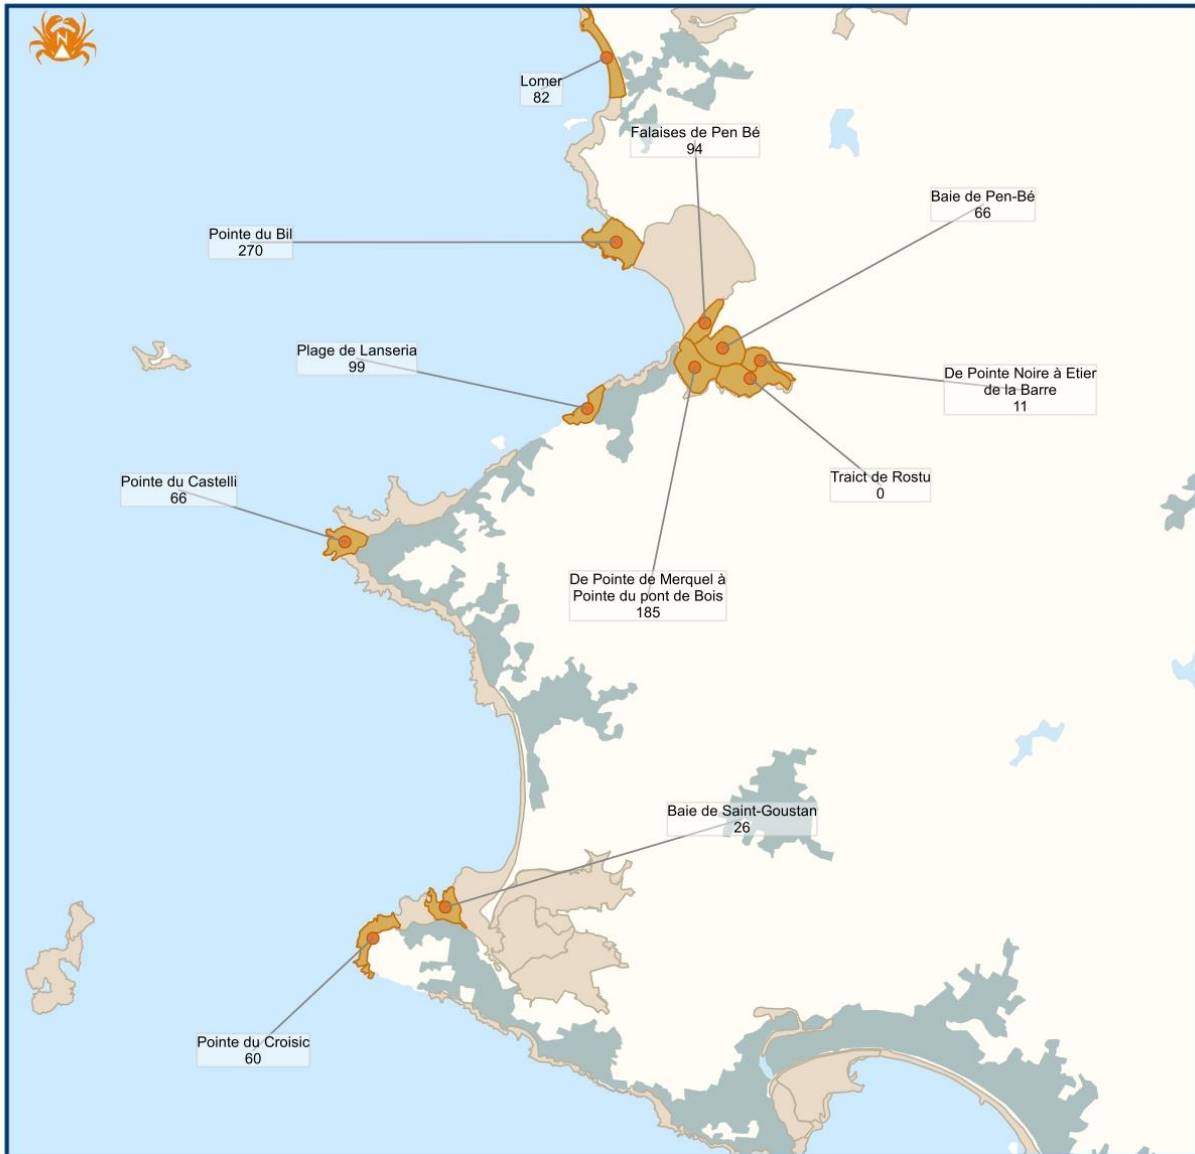 N
Lomer
82
Falaises de Pen Bé
94
Baie de Pen-Bé
66
Pointe du Bil
270
Plage de Lanseria
99
De Pointe Noire à Etier
de la Barre
11
Pointe du Castelli
66
Traict de Rostu
0
De Pointe de Merquel à
Pointe du pont de Bois
185
Baie de Saint-Goustan
26
Pointe du Croisic
60